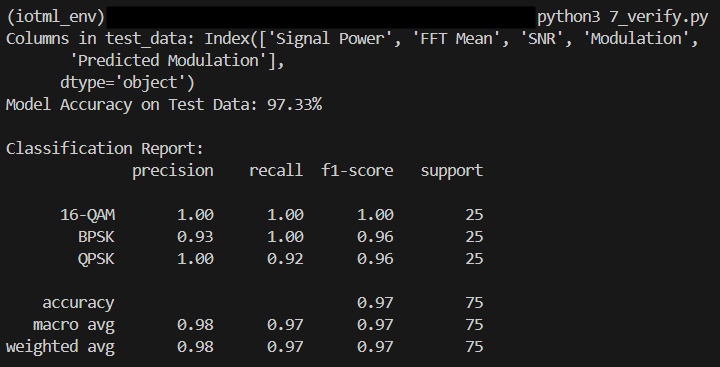 (iotml_env) python3 7_verify.py
Columns in test_data: Index(['Signal Power', 'FFT Mean', 'SNR', 'Modulation',
'Predicted Modulation'],
dtype='object')
Model Accuracy on Test Data: 97.33%
Classification Report:
precision recall f1-score support
16-QAM 1.00 1.00 1.00 25
BPSK 0.93 1.00 0.96 25
QPSK 1.00 0.92 0.96 25
accuracy 0.97 75
macro avg 0.98 0.97 0.97 75
weighted avg 0.98 0.97 0.97 75